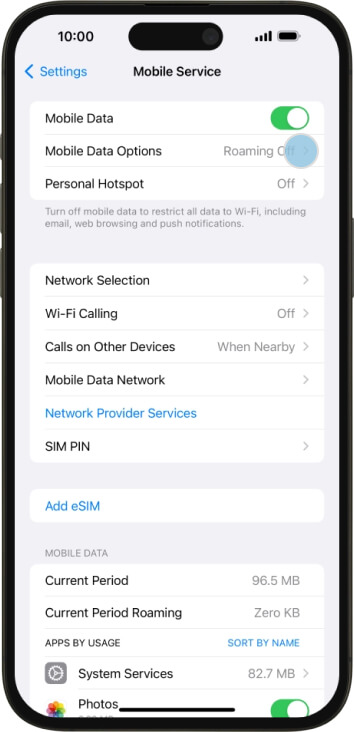 10:00
Settings
Mobile Service
Mobile Data
Mobile Data Options Roaming Off
Personal Hotspot Off
Turn off mobile data to restrict all data to Wi-Fi, including
email, web browsing and push notifications.
Network Selection
Wi-Fi Calling Off
Calls on Other Devices When Nearby
Mobile Data Network
Network Provider Services
SIM PIN
Add eSIM
MOBILE DATA
Current Period 96.5 MB
Current Period Roaming Zero KB
APPS BY USAGE SORT BY NAME
System Services 82.7 MB
Photos